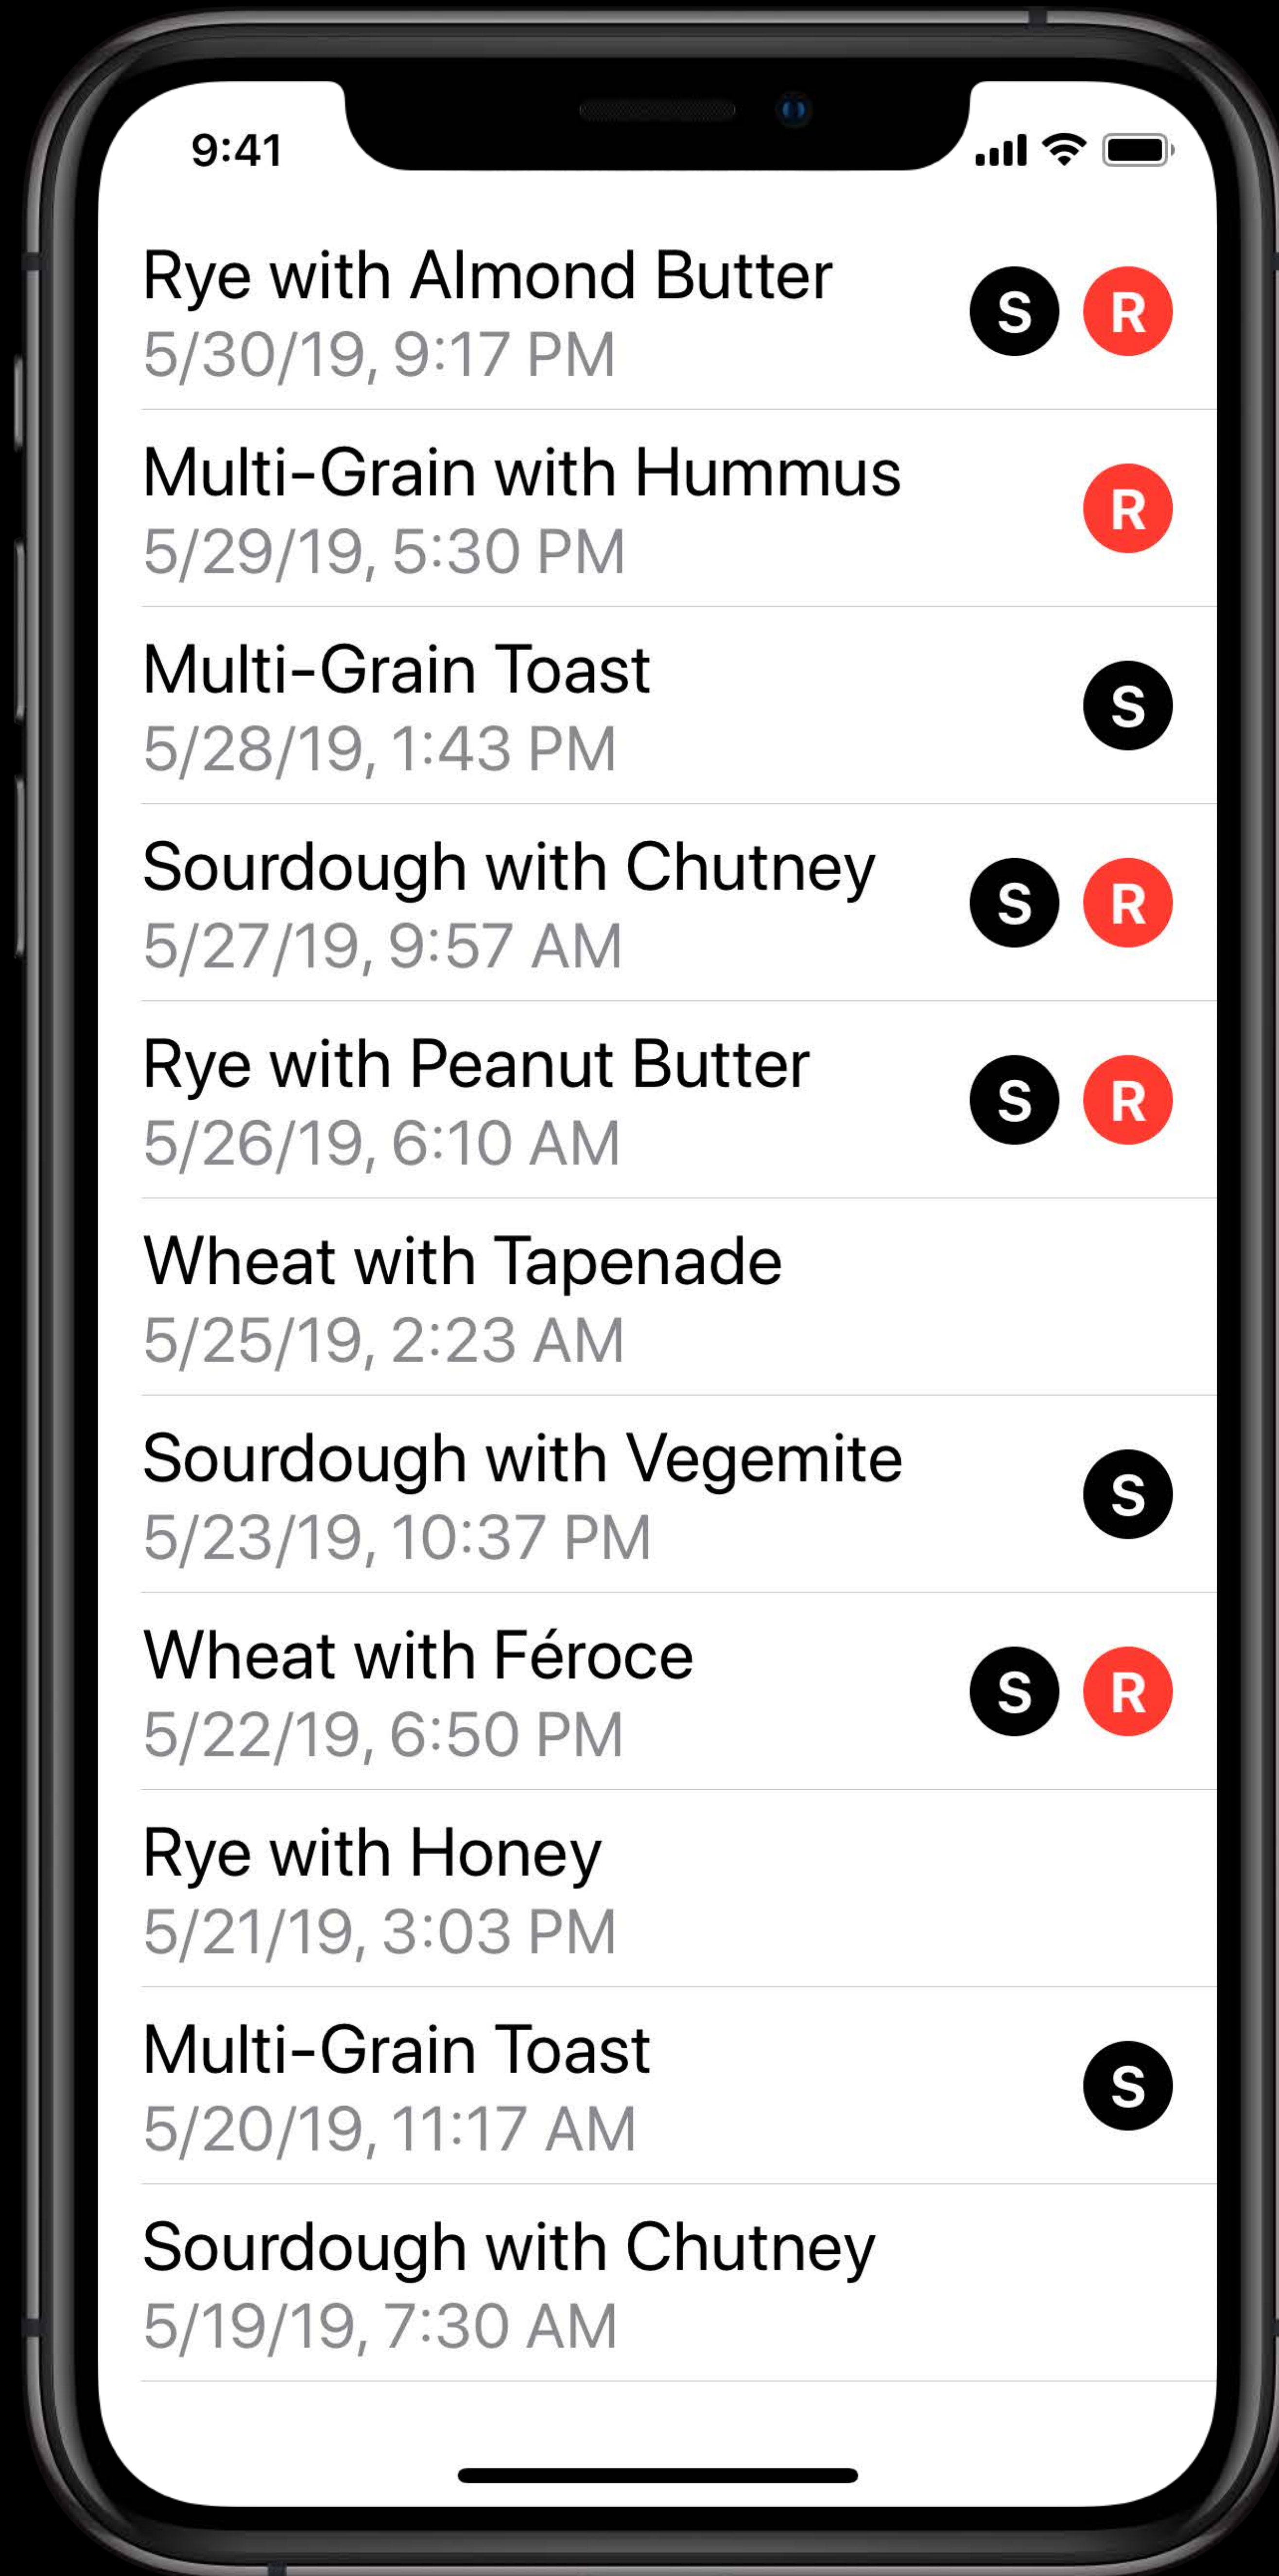 9:41
Rye with Almond Butter
5/30/19, 9:17 PM
S R
Multi-Grain with Hummus
5/29/19, 5:30 PM
R
Multi-Grain Toast
5/28/19, 1:43 PM
S
Sourdough with Chutney
5/27/19, 9:57 AM
S R
Rye with Peanut Butter
5/26/19, 6:10 AM
S R
Wheat with Tapenade
5/25/19, 2:23 AM
Sourdough with Vegemite
5/23/19, 10:37 PM
S
Wheat with Féroce
5/22/19, 6:50 PM
S R
Rye with Honey
5/21/19, 3:03 PM
Multi-Grain Toast
5/20/19, 11:17 AM
S
Sourdough with Chutney
5/19/19, 7:30 AM